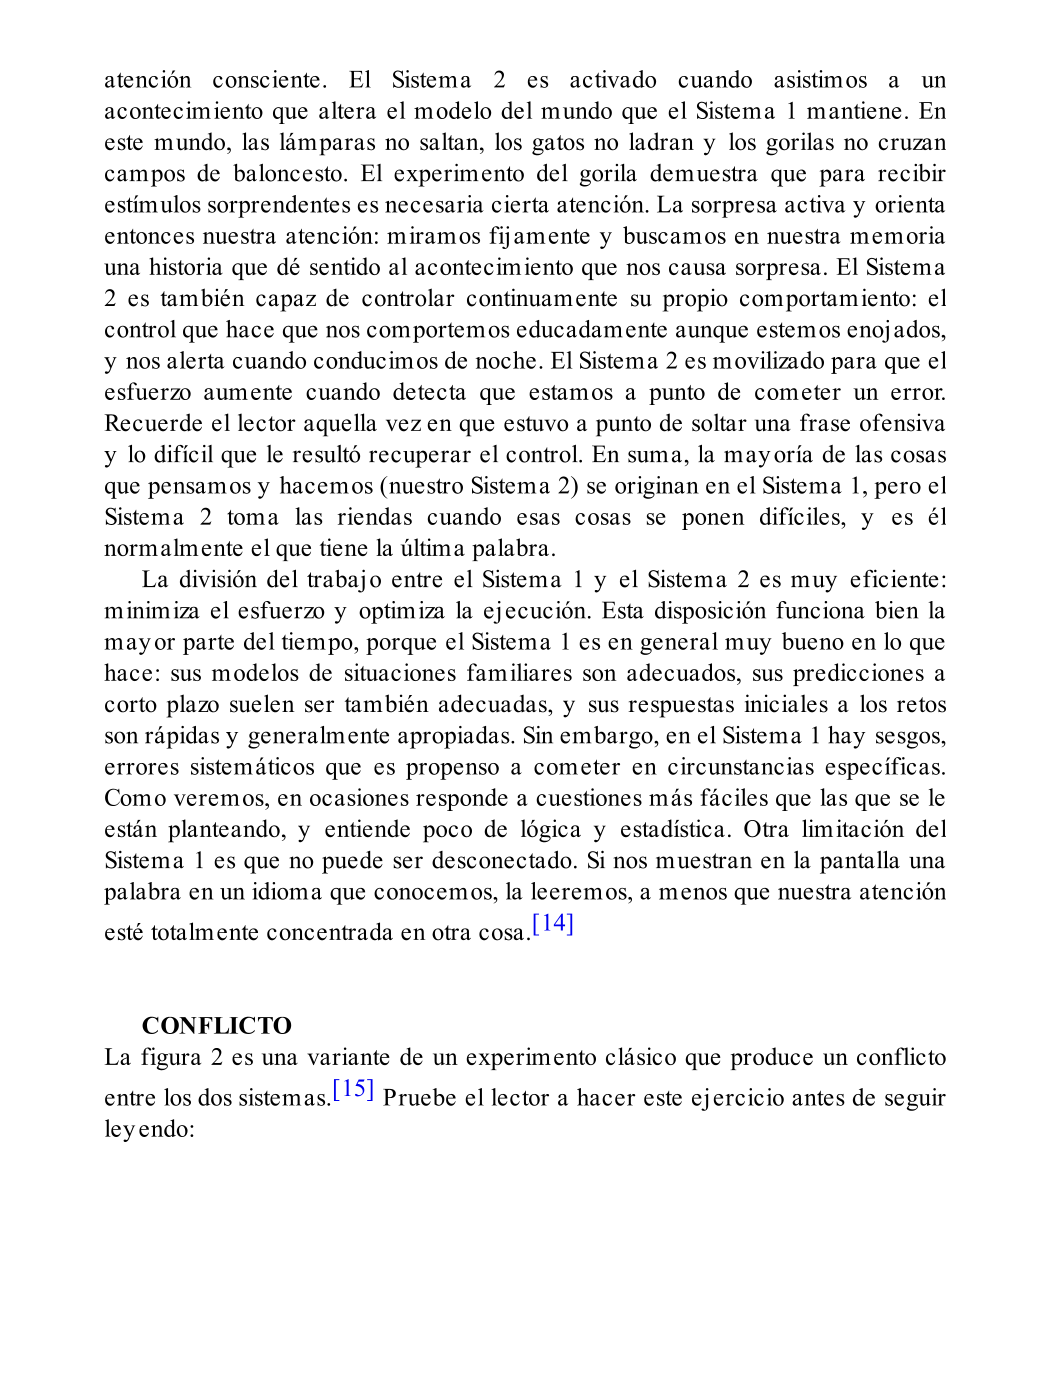 atención consciente. El Sistema 2 es activado cuando asistimos a un
acontecimiento que altera el modelo del mundo que el Sistema 1 mantiene. En
este mundo, las lámparas no saltan, los gatos no ladran y los gorilas no cruzan
campos de baloncesto. El experimento del gorila demuestra que para recibir
estímulos sorprendentes es necesaria cierta atención. La sorpresa activa y orienta
entonces nuestra atención: miramos fijamente y buscamos en nuestra memoria
una historia que dé sentido al acontecimiento que nos causa sorpresa. El Sistema
2 es también capaz de controlar continuamente su propio comportamiento: el
control que hace que nos comportemos educadamente aunque estemos enojados,
y nos alerta cuando conducimos de noche. El Sistema 2 es movilizado para que el
esfuerzo aumente cuando detecta que estamos a punto de cometer un error.
Recuerde el lector aquella vez en que estuvo a punto de soltar una frase ofensiva
y lo difícil que le resultó recuperar el control. En suma, la mayoría de las cosas
que pensamos y hacemos (nuestro Sistema 2) se originan en el Sistema 1, pero el
Sistema 2 toma las riendas cuando esas cosas se ponen difíciles, y es él
normalmente el que tiene la última palabra.
La división del trabajo entre el Sistema 1 y el Sistema 2 es muy eficiente:
minimiza el esfuerzo y optimiza la ejecución. Esta disposición funciona bien la
mayor parte del tiempo, porque el Sistema 1 es en general muy bueno en lo que
hace: sus modelos de situaciones familiares son adecuados, sus predicciones a
corto plazo suelen ser también adecuadas, y sus respuestas iniciales a los retos
son rápidas y generalmente apropiadas. Sin embargo, en el Sistema 1 hay sesgos,
errores sistemáticos que es propenso a cometer en circunstancias específicas.
Como veremos, en ocasiones responde a cuestiones más fáciles que las que se le
están planteando, y entiende poco de lógica y estadística. Otra limitación del
Sistema 1 es que no puede ser desconectado. Si nos muestran en la pantalla una
palabra en un idioma que conocemos, la leeremos, a menos que nuestra atención
esté totalmente concentrada en otra cosa.[14]
CONFLICTO
La figura 2 es una variante de un experimento clásico que produce un conflicto
entre los dos sistemas.[15] Pruebe el lector a hacer este ejercicio antes de seguir
leyendo: